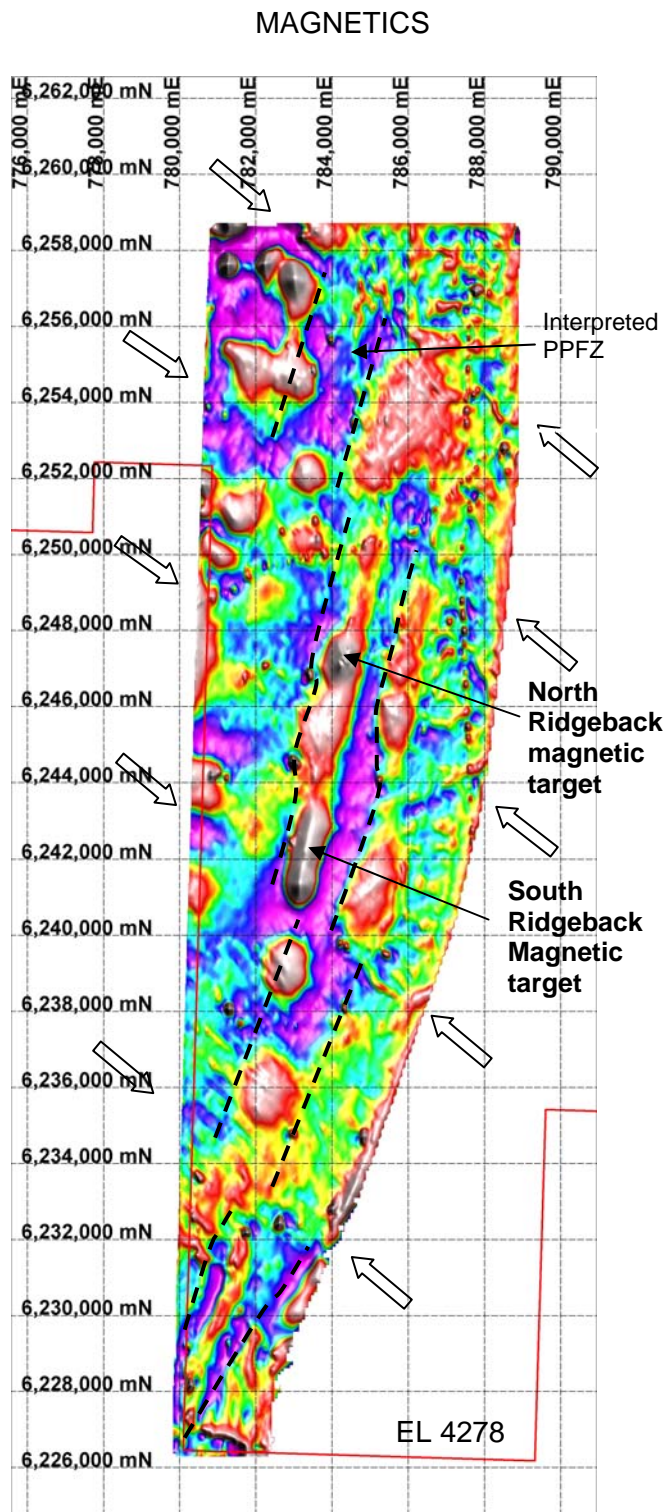 MAGNETICS
776,000 mE
778,000 mE
780,000 mE
782,000 mE
784,000 mE
786,000 mE
788,000 mE
790,000 mE
6,262,000 mN
6,260,000 mN
6,258,000 mN
6,256,000 mN
Interpreted
PPFZ
6,254,000 mN
6,252,000 mN
6,250,000 mN
6,248,000 mN
6,246,000 mN
North
Ridgeback
magnetic
target
6,244,000 mN
6,242,000 mN
South
Ridgeback
Magnetic
target
6,240,000 mN
6,238,000 mN
6,236,000 mN
6,234,000 mN
6,232,000 mN
6,230,000 mN
6,228,000 mN
EL 4278
6,226,000 mN